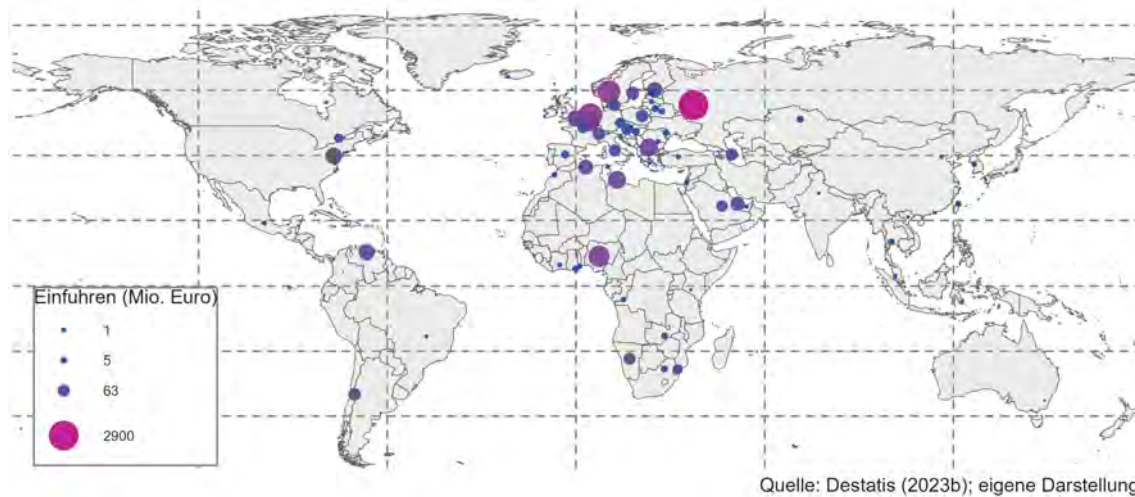 Einfuhren (Mio. Euro)
1
5
63
2900
Quelle: Destatis (2023b); eigene Darstellung